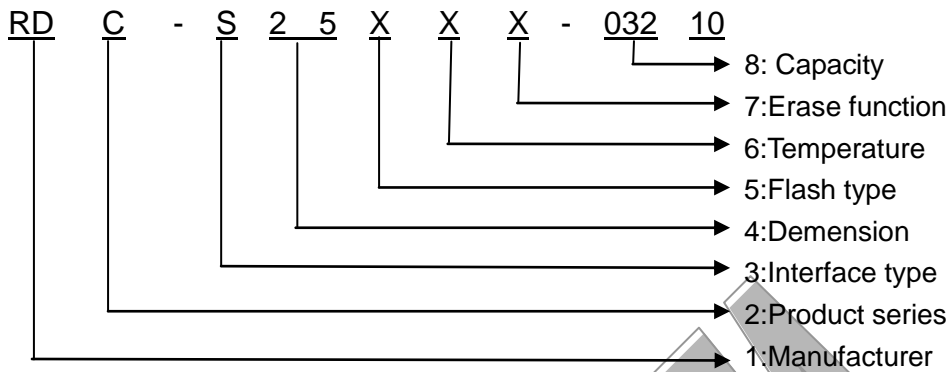 RD C - S 2 5 X X X - 032 10
8: Capacity
7:Erase function
6:Temperature
5:Flash type
4:Demension
3:Interface type
2:Product series
1:Manufacturer